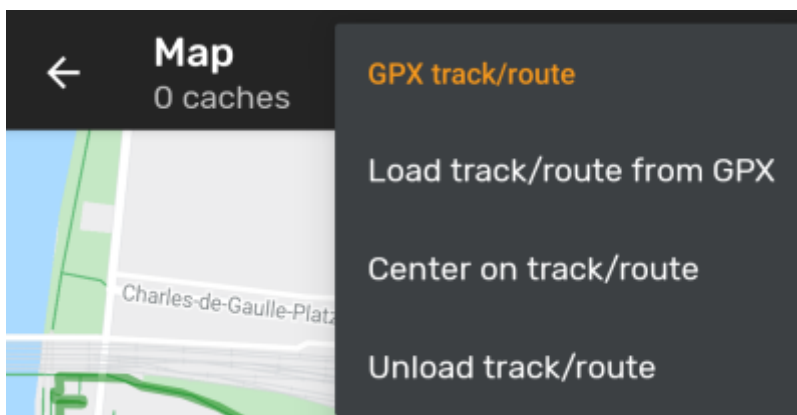 Map
0 caches
GPX track/route
Load track/route from GPX
Center on track/route
Unload track/route
Charles-de-Gaulle-Platz